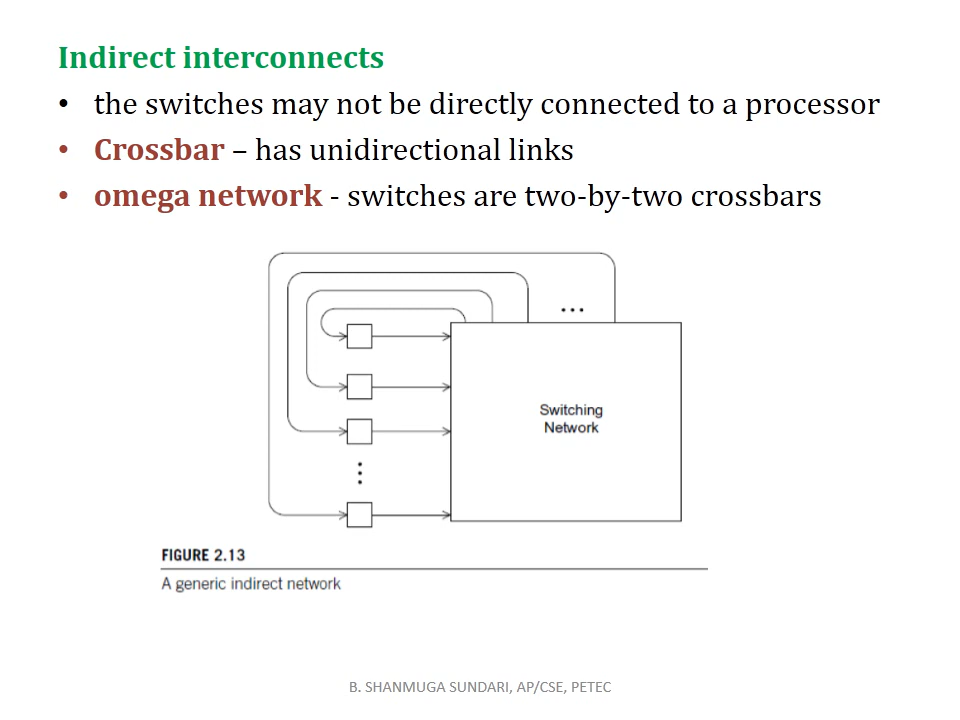 Indirect interconnects
• the switches may not be directly connected to a processor
• Crossbar – has unidirectional links
• omega network - switches are two-by-two crossbars
Switching
Network
FIGURE 2.13
A generic indirect network
B. SHANMUGA SUNDARI, AP/CSE, PETEC